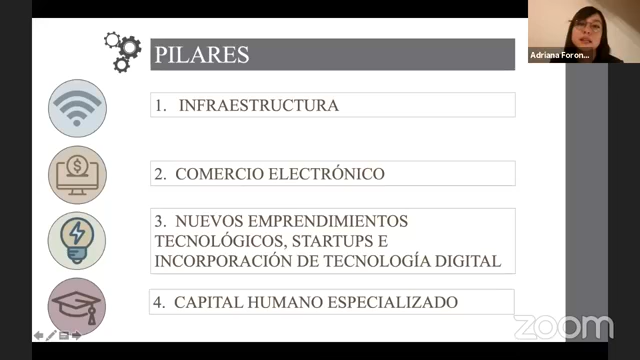 PILARES
Adriana Foron...
1. INFRAESTRUCTURA
2. COMERCIO ELECTRÓNICO
3. NUEVOS EMPRENDIMIENTOS
TECNOLÓGICOS, STARTUPS E
INCORPORACIÓN DE TECNOLOGÍA DIGITAL
4. CAPITAL HUMANO ESPECIALIZADO
zoom